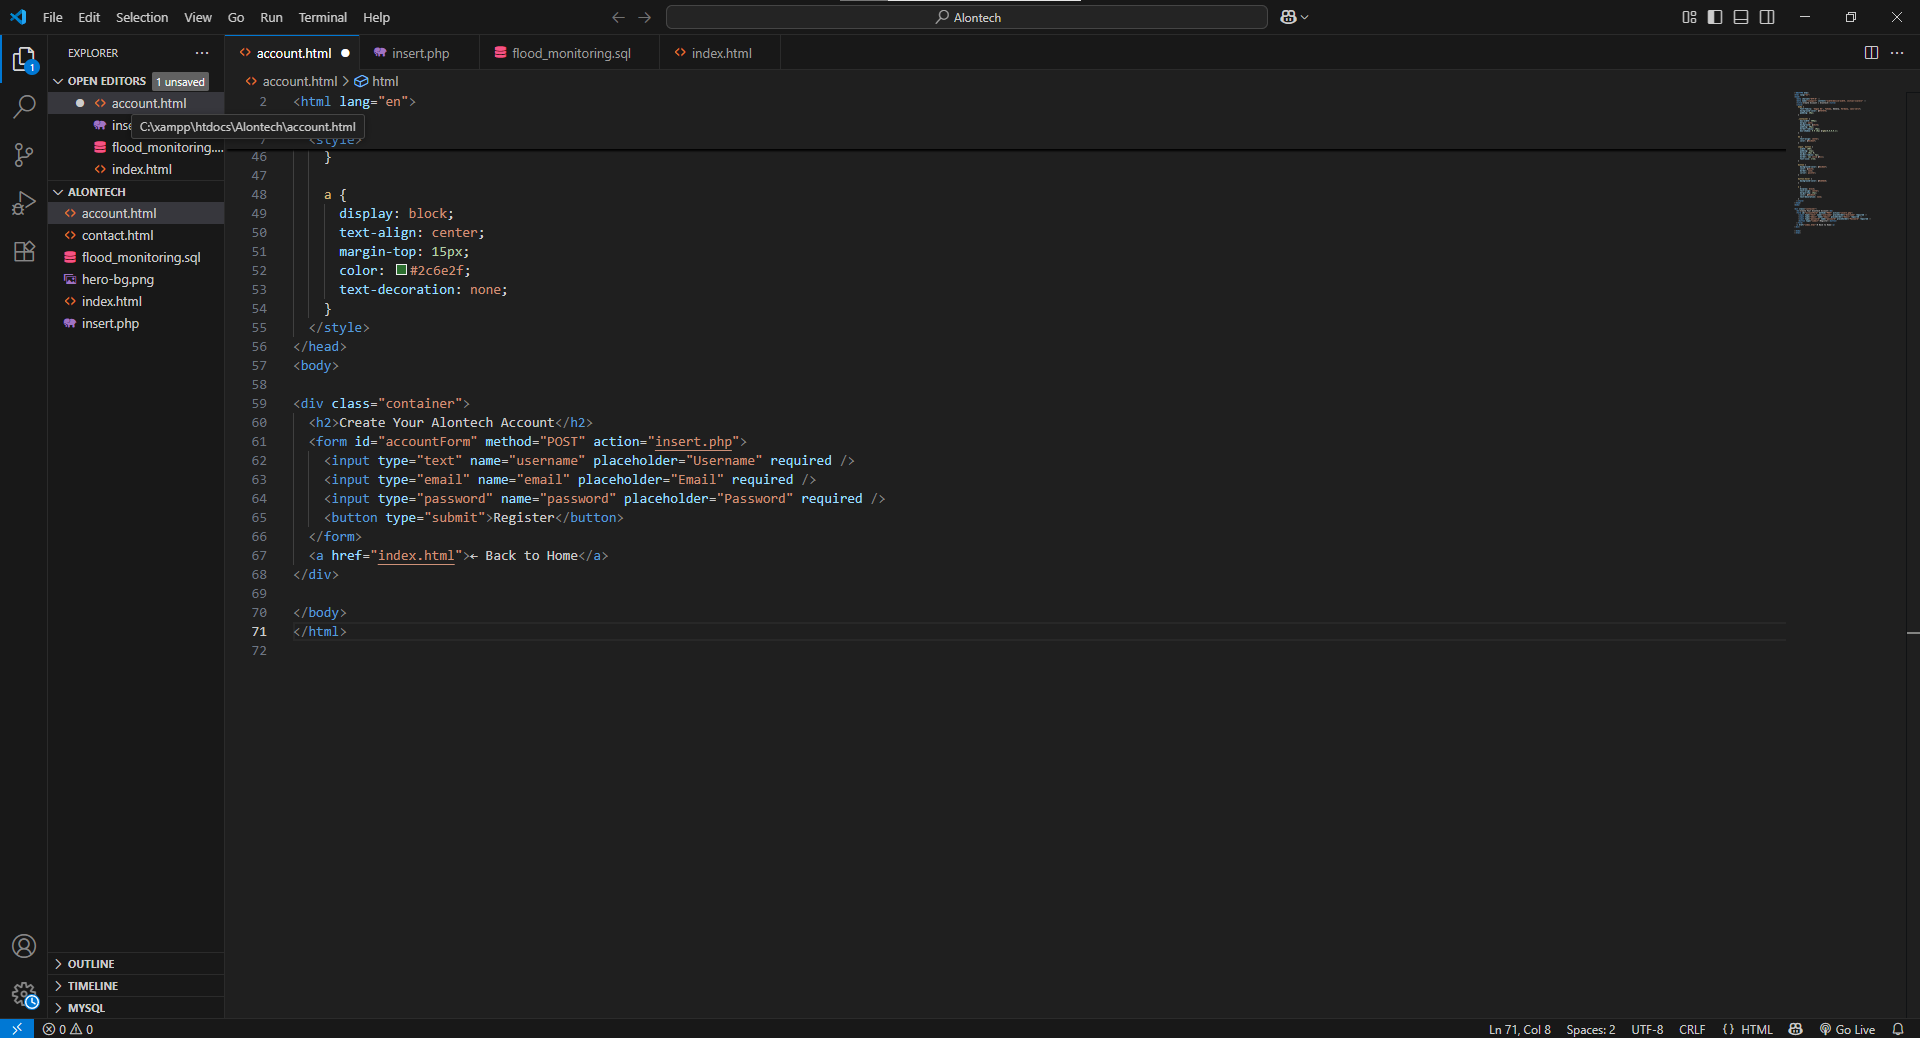 File Edit Selection View Go Run Terminal Help
Alontech
EXPLORER
OPEN EDITORS 1 unsaved
account.html
C:\xampp\htdocs\Alontech\account.html
flood_monitoring....
index.html
ALONTECH
account.html
contact.html
flood_monitoring.sql
hero-bg.png
index.html
insert.php
OUTLINE
TIMELINE
MYSQL
account.html insert.php flood_monitoring.sql index.html
account.html > html
2 <html lang="en">
7 <style>
46 }
47
48 a {
49 display: block;
50 text-align: center;
51 margin-top: 15px;
52 color: #2c6e2f;
53 text-decoration: none;
54 }
55 </style>
56 </head>
57 <body>
58
59 <div class="container">
60 <h2>Create Your Alontech Account</h2>
61 <form id="accountForm" method="POST" action="insert.php">
62 <input type="text" name="username" placeholder="Username" required />
63 <input type="email" name="email" placeholder="Email" required />
64 <input type="password" name="password" placeholder="Password" required />
65 <button type="submit">Register</button>
66 </form>
67 <a href="index.html">← Back to Home</a>
68 </div>
69
70 </body>
71 </html>
72
0 0 Ln 71, Col 8 Spaces: 2 UTF-8 CRLF {} HTML Go Live